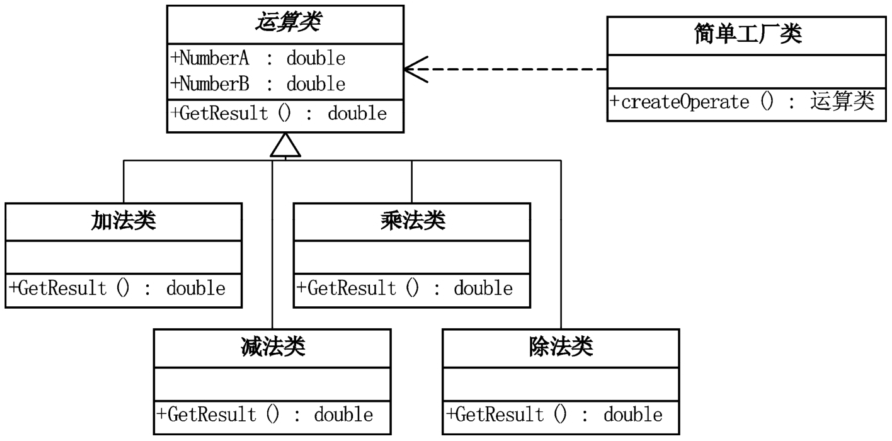 运算类
+NumberA : double
+NumberB : double
+GetResult() : double
简单工厂类
+createOperate() : 运算类
加法类
+GetResult() : double
乘法类
+GetResult() : double
减法类
+GetResult() : double
除法类
+GetResult() : double